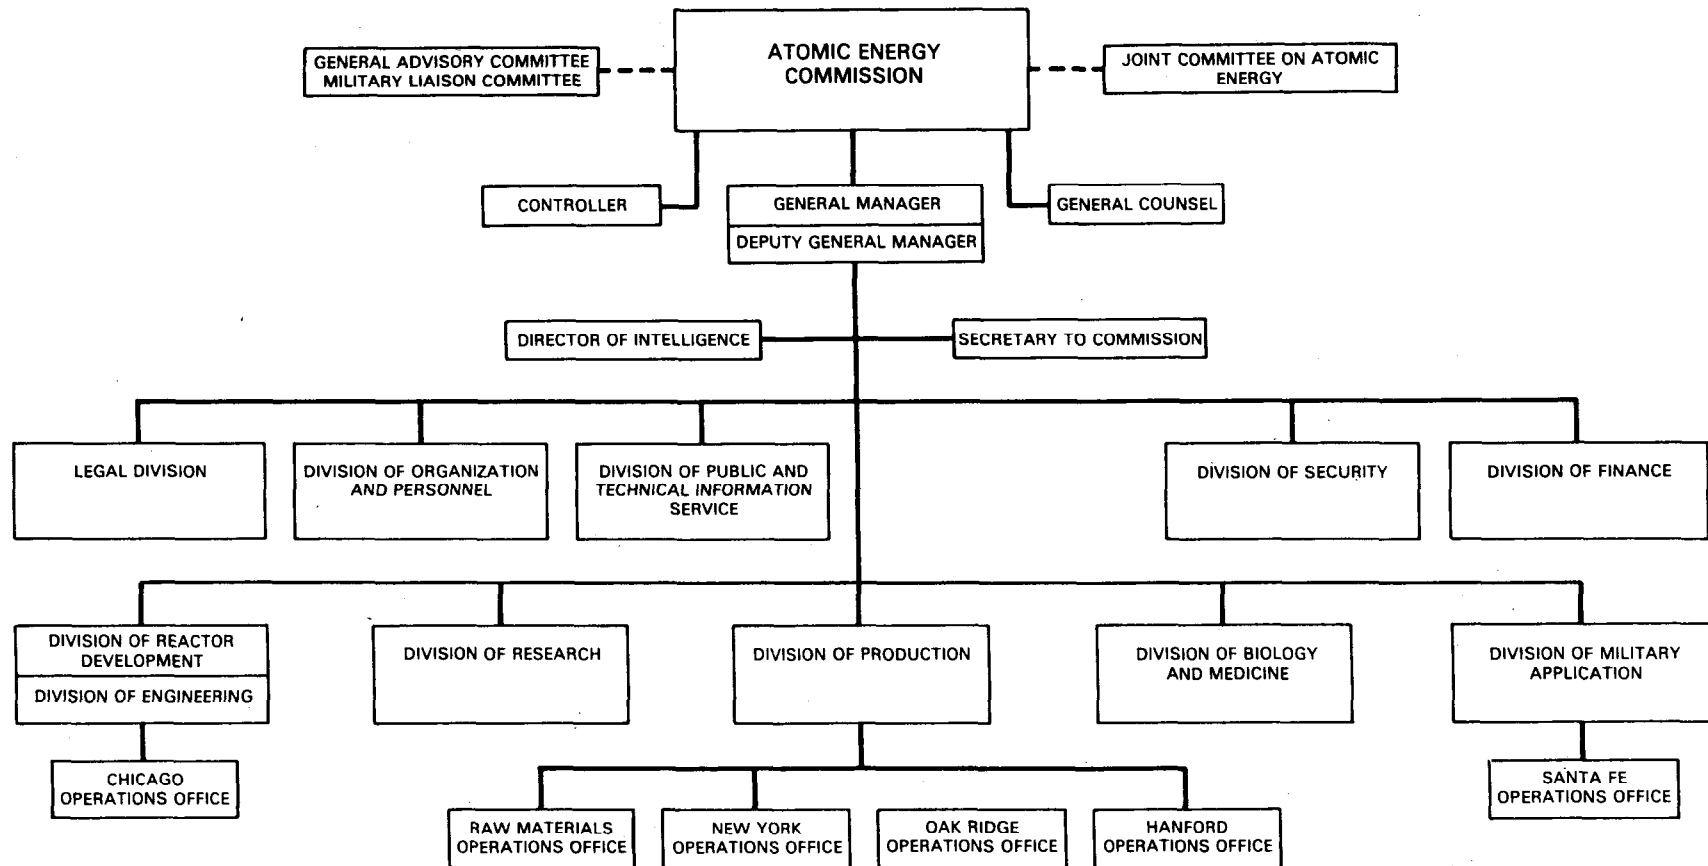 ATOMIC ENERGY
COMMISSION
GENERAL ADVISORY COMMITTEE
MILITARY LIAISON COMMITTEE
JOINT COMMITTEE ON ATOMIC
ENERGY
CONTROLLER
GENERAL MANAGER
DEPUTY GENERAL MANAGER
GENERAL COUNSEL
DIRECTOR OF INTELLIGENCE
SECRETARY TO COMMISSION
LEGAL DIVISION
DIVISION OF ORGANIZATION
AND PERSONNEL
DIVISION OF PUBLIC AND
TECHNICAL INFORMATION
SERVICE
DIVISION OF SECURITY
DIVISION OF FINANCE
DIVISION OF REACTOR
DEVELOPMENT
DIVISION OF ENGINEERING
DIVISION OF RESEARCH
DIVISION OF PRODUCTION
DIVISION OF BIOLOGY
AND MEDICINE
DIVISION OF MILITARY
APPLICATION
CHICAGO
OPERATIONS OFFICE
RAW MATERIALS
OPERATIONS OFFICE
NEW YORK
OPERATIONS OFFICE
OAK RIDGE
OPERATIONS OFFICE
HANFORD
OPERATIONS OFFICE
SANTA FE
OPERATIONS OFFICE